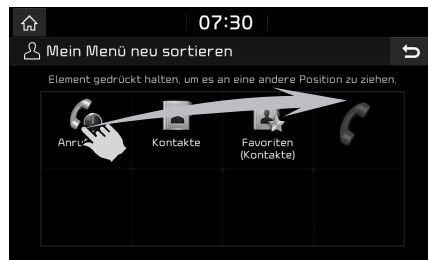 07:30
Mein Menü neu sortieren
Element gedrückt halten, um es an eine andere Position zu ziehen.
Kontakte
Favoriten
(Kontakte)